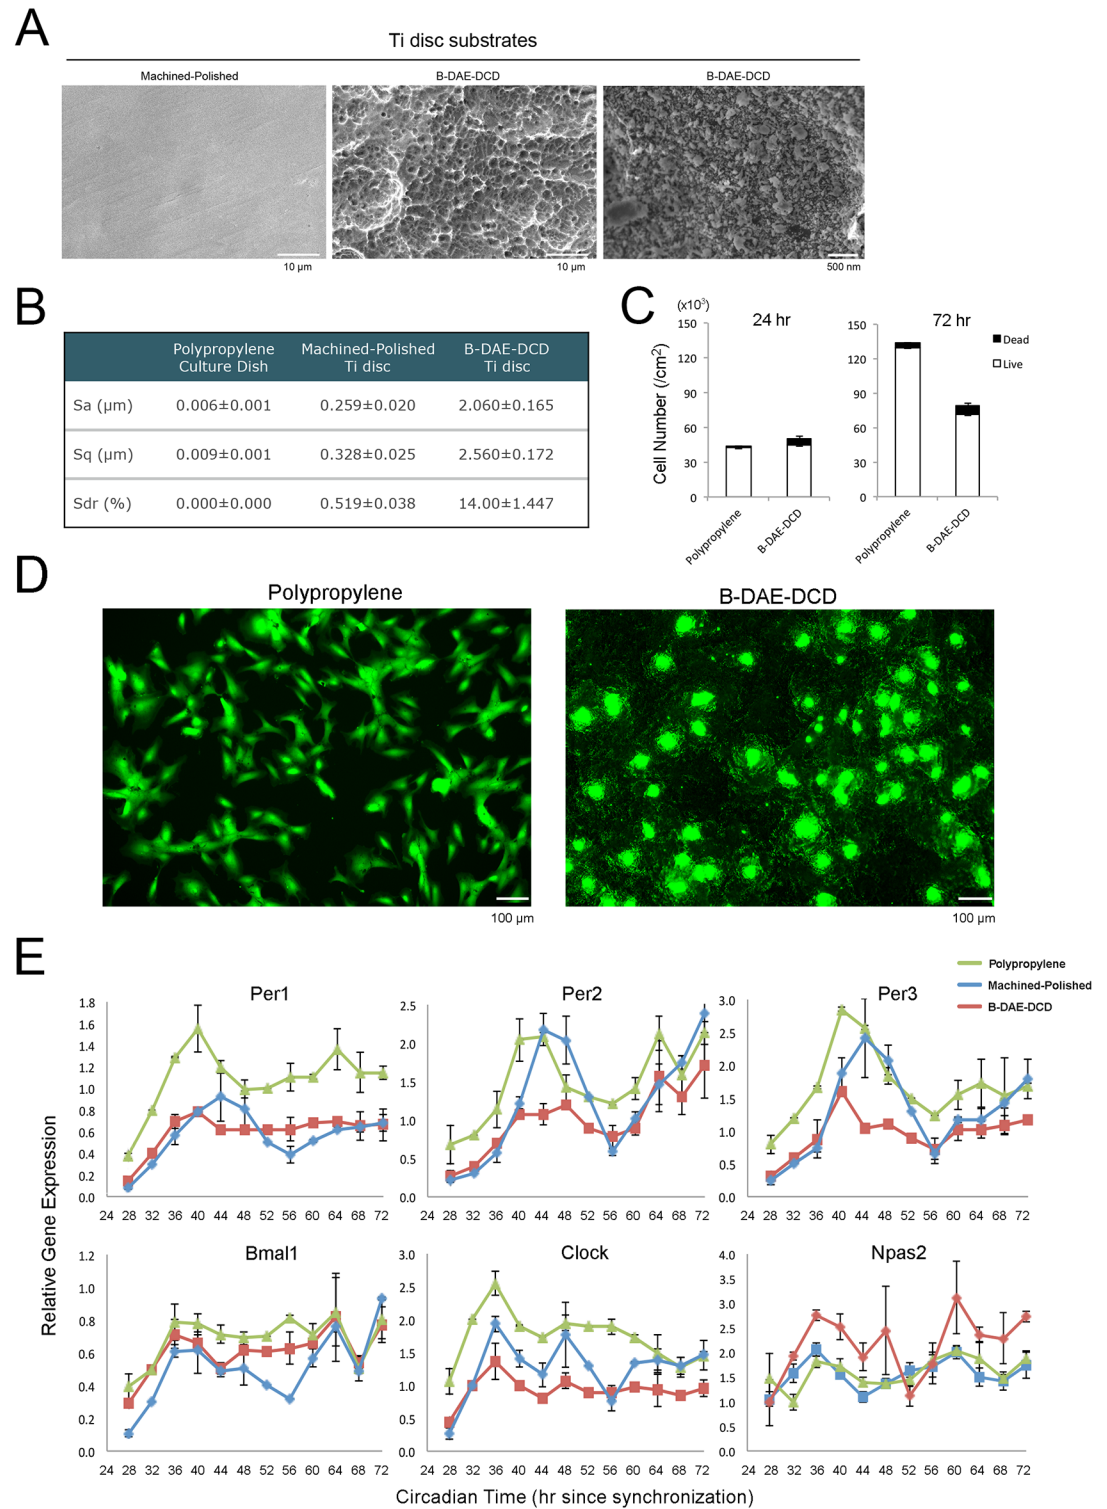 A
Ti disc substrates
Machined-Polished
B-DAE-DCD
B-DAE-DCD
10 μm
10 μm
500 nm
B
Polypropylene Culture Dish
Machined-Polished Ti disc
B-DAE-DCD Ti disc
Sa (μm) 0.006±0.001 0.259±0.020 2.060±0.165
Sq (μm) 0.009±0.001 0.328±0.025 2.560±0.172
Sdr (%) 0.000±0.000 0.519±0.038 14.00±1.447
C
(x10³)
24 hr
72 hr
Dead
Live
Cell Number (/cm2)
150
120
90
60
30
0
150
120
90
60
30
0
Polypropylene
B-DAE-DCD
Polypropylene
B-DAE-DCD
D
Polypropylene
B-DAE-DCD
100 μm
100 μm
E
Polypropylene
Machined-Polished
B-DAE-DCD
Relative Gene Expression
Per1
1.8
1.6
1.4
1.2
1.0
0.8
0.6
0.4
0.2
0.0
24 28 32 36 40 44 48 52 56 60 64 68 72
Per2
2.5
2.0
1.5
1.0
0.5
0.0
24 28 32 36 40 44 48 52 56 60 64 68 72
Per3
3.0
2.5
2.0
1.5
1.0
0.5
0.0
24 28 32 36 40 44 48 52 56 60 64 68 72
Bmal1
1.2
1.0
0.8
0.6
0.4
0.2
0.0
24 28 32 36 40 44 48 52 56 60 64 68 72
Clock
3.0
2.5
2.0
1.5
1.0
0.5
0.0
24 28 32 36 40 44 48 52 56 60 64 68 72
Npas2
4.0
3.5
3.0
2.5
2.0
1.5
1.0
0.5
0.0
24 28 32 36 40 44 48 52 56 60 64 68 72
Circadian Time (hr since synchronization)